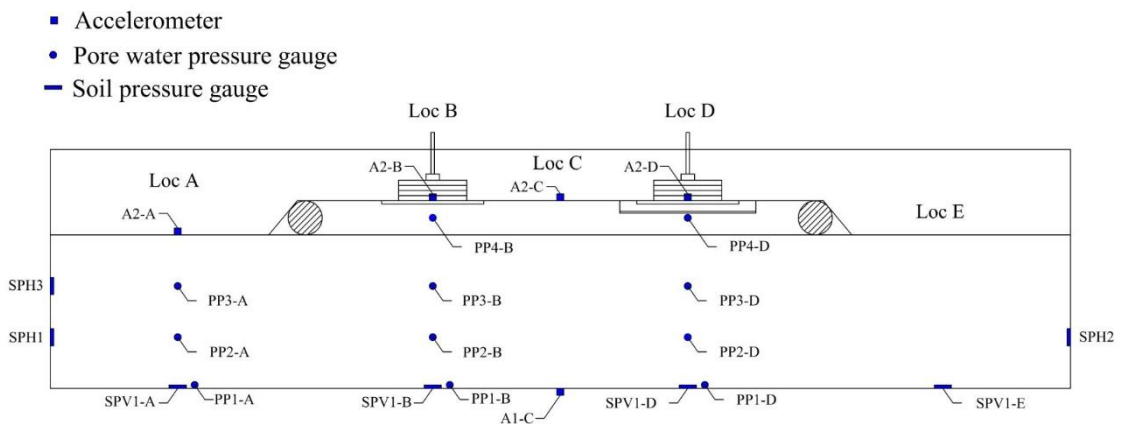 Accelerometer
Pore water pressure gauge
Soil pressure gauge
Loc B
Loc D
Loc A
A2-B
Loc C
A2-D
A2-C
Loc E
A2-A
PP4-B
PP4-D
SPH3
PP3-A
PP3-B
PP3-D
SPH1
PP2-A
PP2-B
PP2-D
SPH2
SPV1-A
PP1-A
SPV1-B
PP1-B
A1-C
SPV1-D
PP1-D
SPV1-E